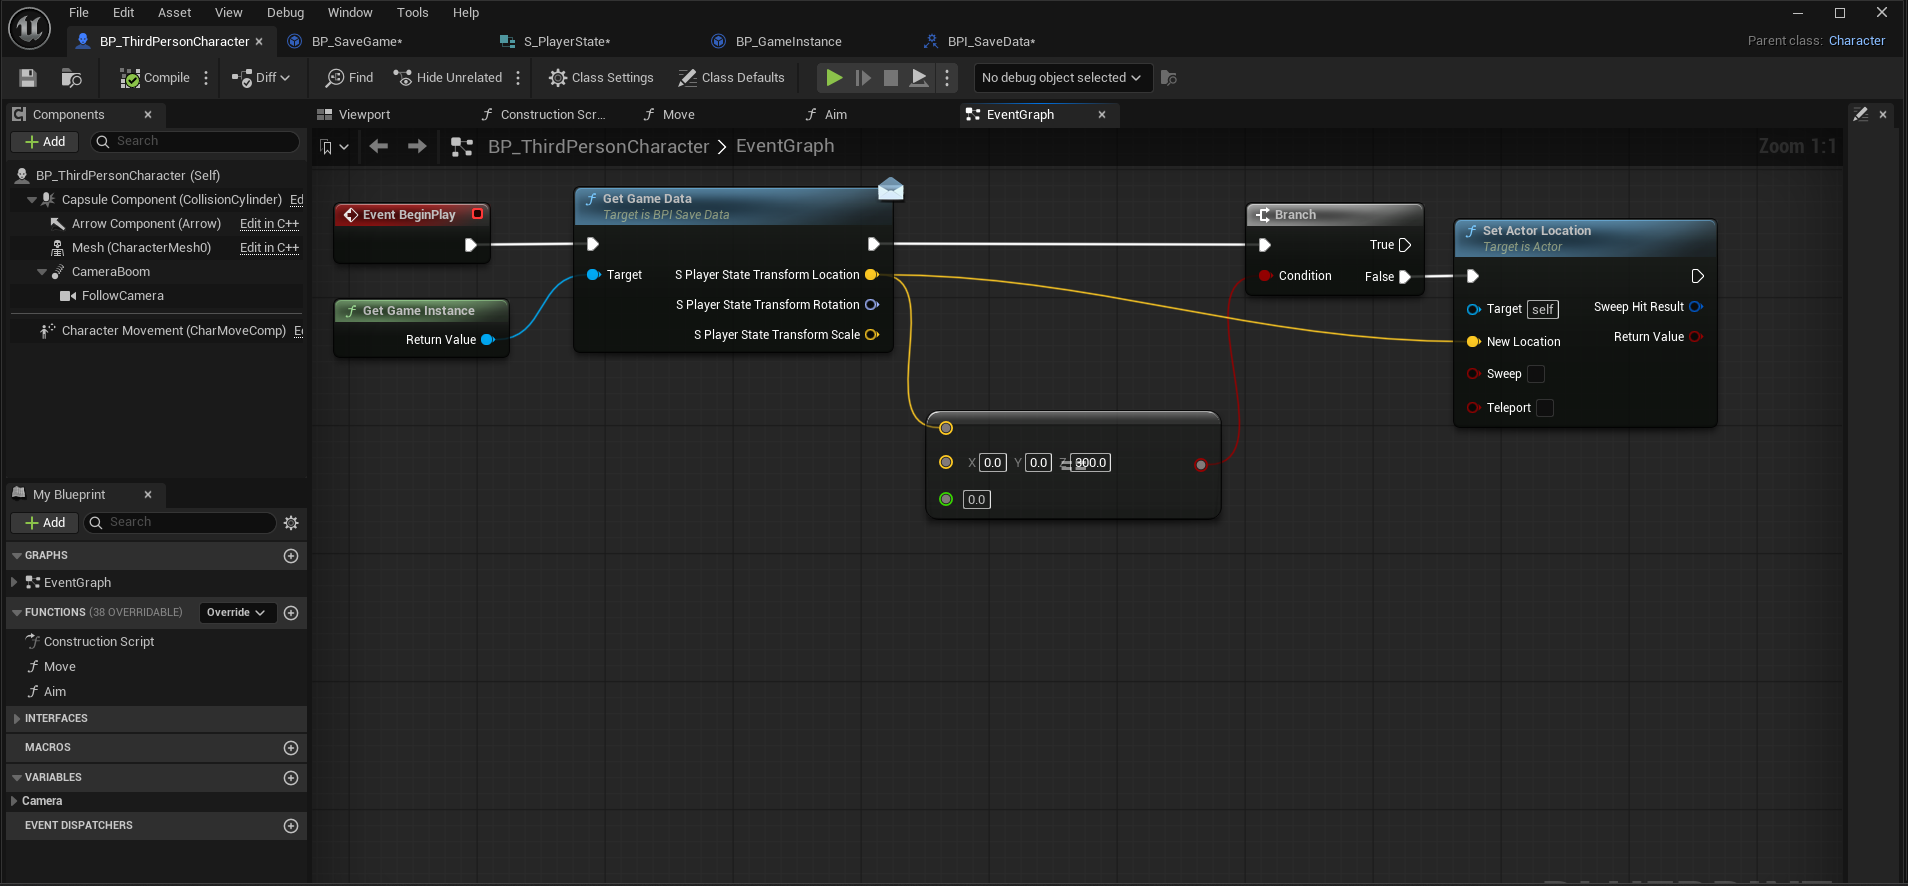 File Edit Asset View Debug Window Tools Help
BP_ThirdPersonCharacter BP_SaveGame* S_PlayerState* BP_GameInstance BPI_SaveData* Parent class: Character
Compile Diff Find Hide Unrelated Class Settings Class Defaults No debug object selected
Components
Add Search
BP_ThirdPersonCharacter (Self)
Capsule Component (CollisionCylinder) Ed
Arrow Component (Arrow) Edit in C++
Mesh (CharacterMesh0) Edit in C++
CameraBoom
FollowCamera
Character Movement (CharMoveComp)
My Blueprint
Add Search
GRAPHS
EventGraph
FUNCTIONS (38 OVERRIDABLE) Override
Construction Script
Move
Aim
INTERFACES
MACROS
VARIABLES
Camera
EVENT DISPATCHERS
Viewport Construction Scr... Move Aim EventGraph
BP_ThirdPersonCharacter > EventGraph Zoom 1:1
Event BeginPlay
Get Game Instance
Return Value
Get Game Data
Target is BPI Save Data
Target S Player State Transform Location
S Player State Transform Rotation
S Player State Transform Scale
X 0.0 Y 0.0 Z 300.0
0.0
Branch
True
Condition False
Set Actor Location
Target is Actor
Target self Sweep Hit Result
New Location Return Value
Sweep
Teleport